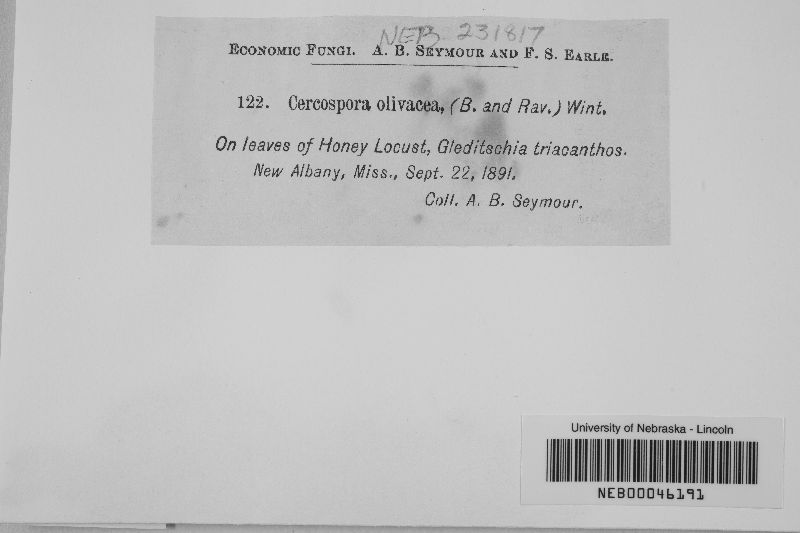 NEB 231817
Economic Fungi. A. B. Seymour and F. S. Earle.
122. Cercospora olivacea, (B. and Rav.) Wint.
On leaves of Honey Locust, Gleditschia triacanthos.
New Albany, Miss., Sept. 22, 1891.
Coll. A. B. Seymour.
University of Nebraska - Lincoln
NEB00046191